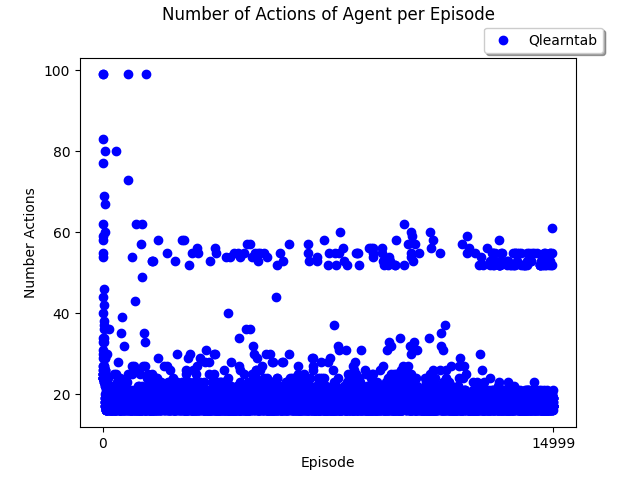 Number of Actions of Agent per Episode
Qlearntab
100
80
60
40
20
Number Actions
0
14999
Episode